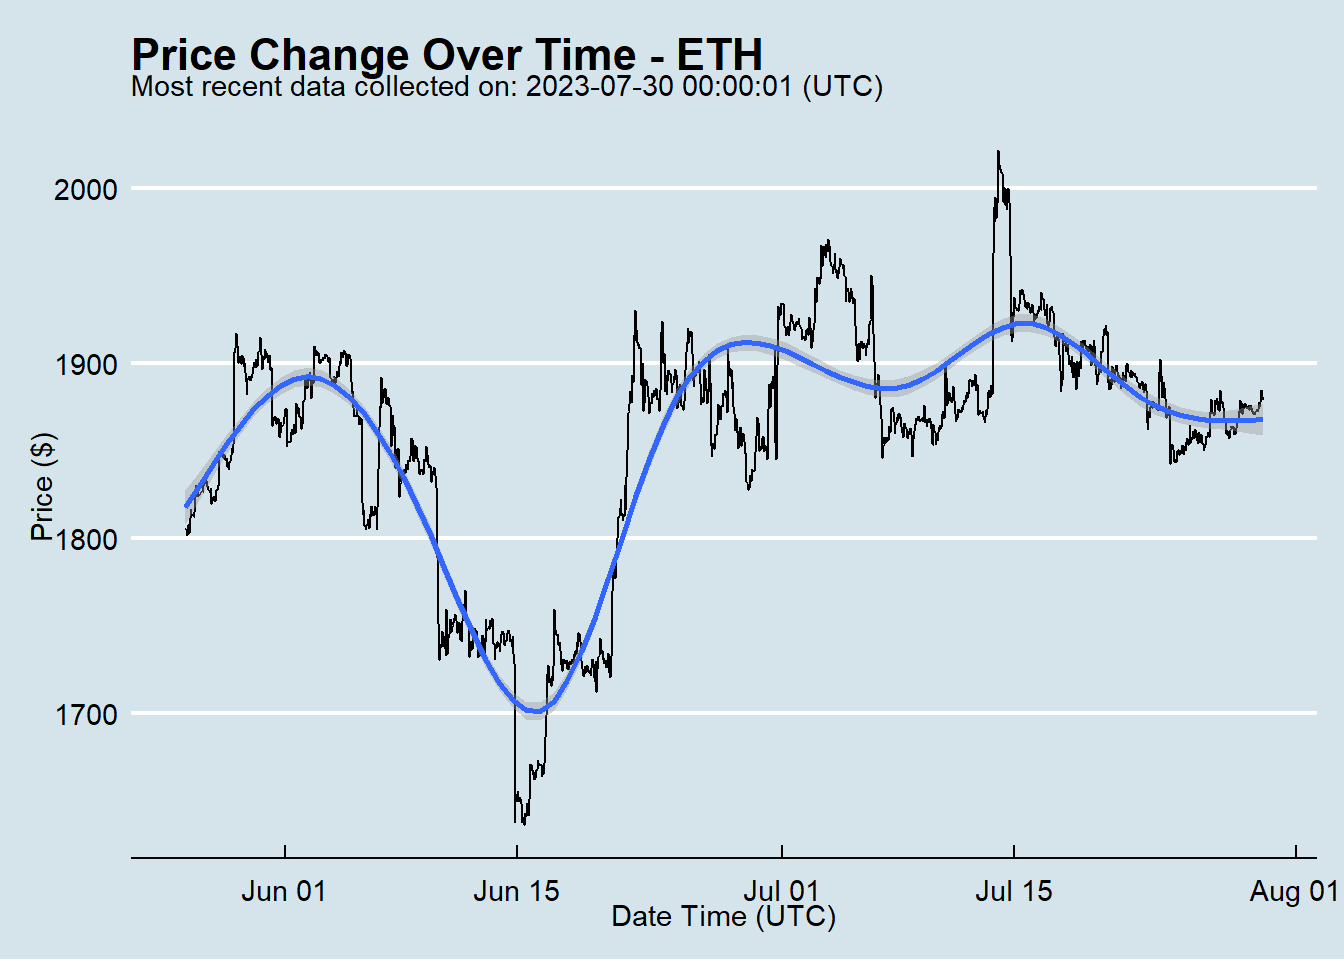 Price Change Over Time - ETH
Most recent data collected on: 2023-07-30 00:00:01 (UTC)
2000
1900
1800
1700
Price ($)
Jun 01
Jun 15
Jul 01
Jul 15
Aug 01
Date Time (UTC)